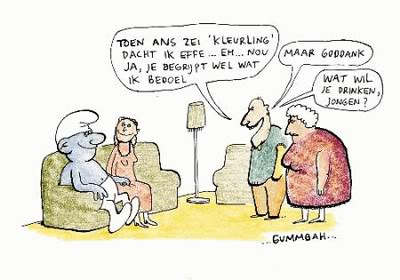 TOEN ANS ZEI 'KLEURLING'
DACHT IK EFFE... EH... NOU
JA, JE BEGRIJPT WEL WAT
IK BEDOEL
MAAR GODDANK
WAT WIL
JE DRINKEN,
JONGEN?
...GUMMBAH...